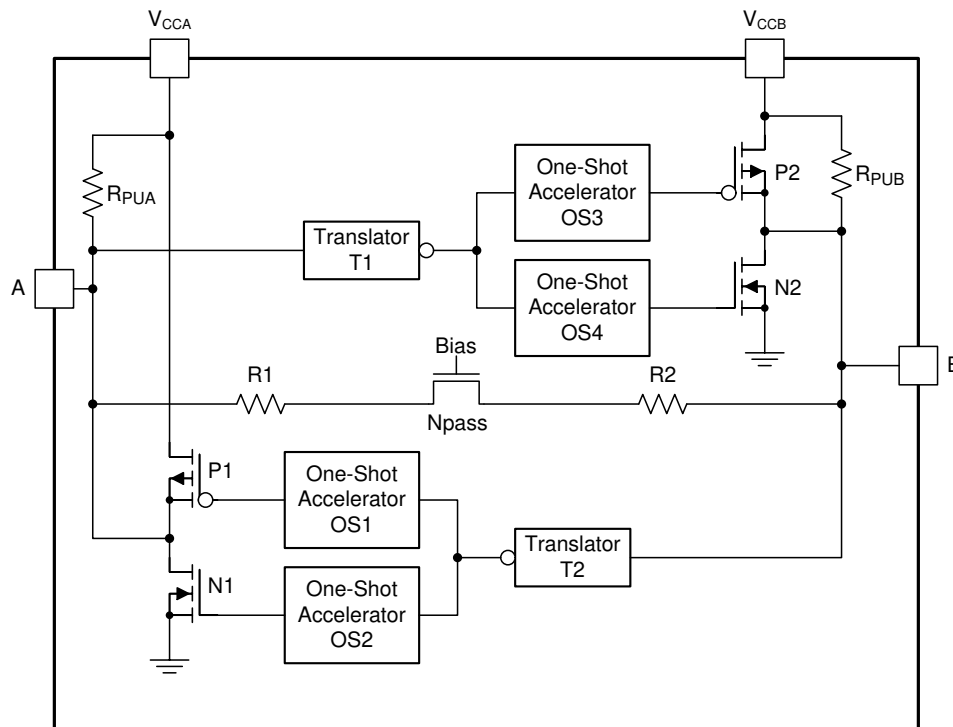 VCCA
VCCB
RPUA
One-Shot
Accelerator
OS3
P2
RPUB
Translator
T1
A
One-Shot
Accelerator
OS4
N2
Bias
R1
R2
Npass
P1
One-Shot
Accelerator
OS1
Translator
T2
N1
One-Shot
Accelerator
OS2